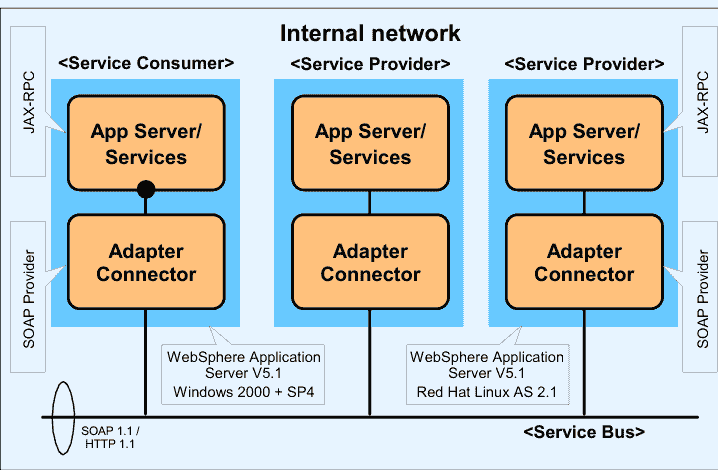 Internal network
<Service Consumer>
<Service Provider>
<Service Provider>
JAX-RPC
App Server/
Services
App Server/
Services
App Server/
Services
JAX-RPC
SOAP Provider
Adapter
Connector
Adapter
Connector
Adapter
Connector
SOAP Provider
WebSphere Application
Server V5.1
Windows 2000 + SP4
WebSphere Application
Server V5.1
Red Hat Linux AS 2.1
SOAP 1.1 /
HTTP 1.1
<Service Bus>